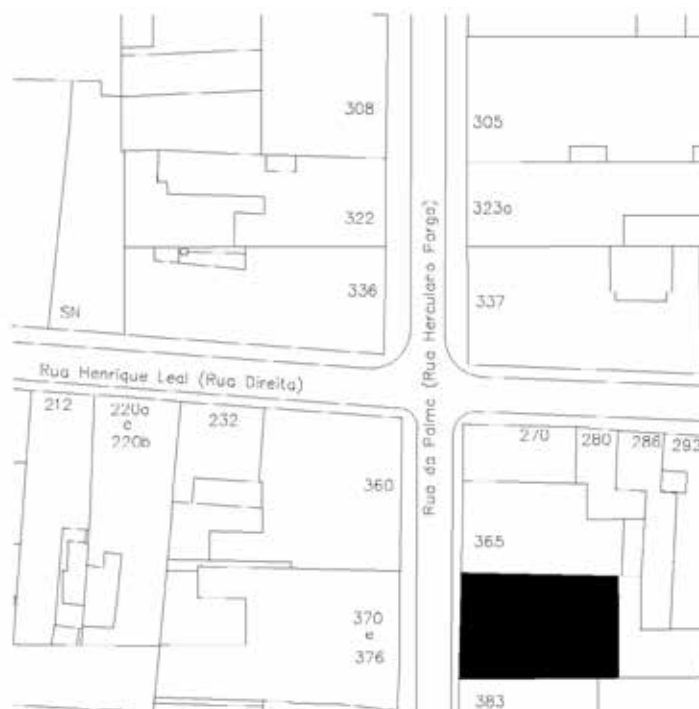 308
305
322
323a
336
337
SN
Rua da Palma (Rua Herculano Parga)
Rua Henrique Leal (Rua Direita)
212
220a
e
220b
232
270
280
286
292
360
365
370
e
376
383